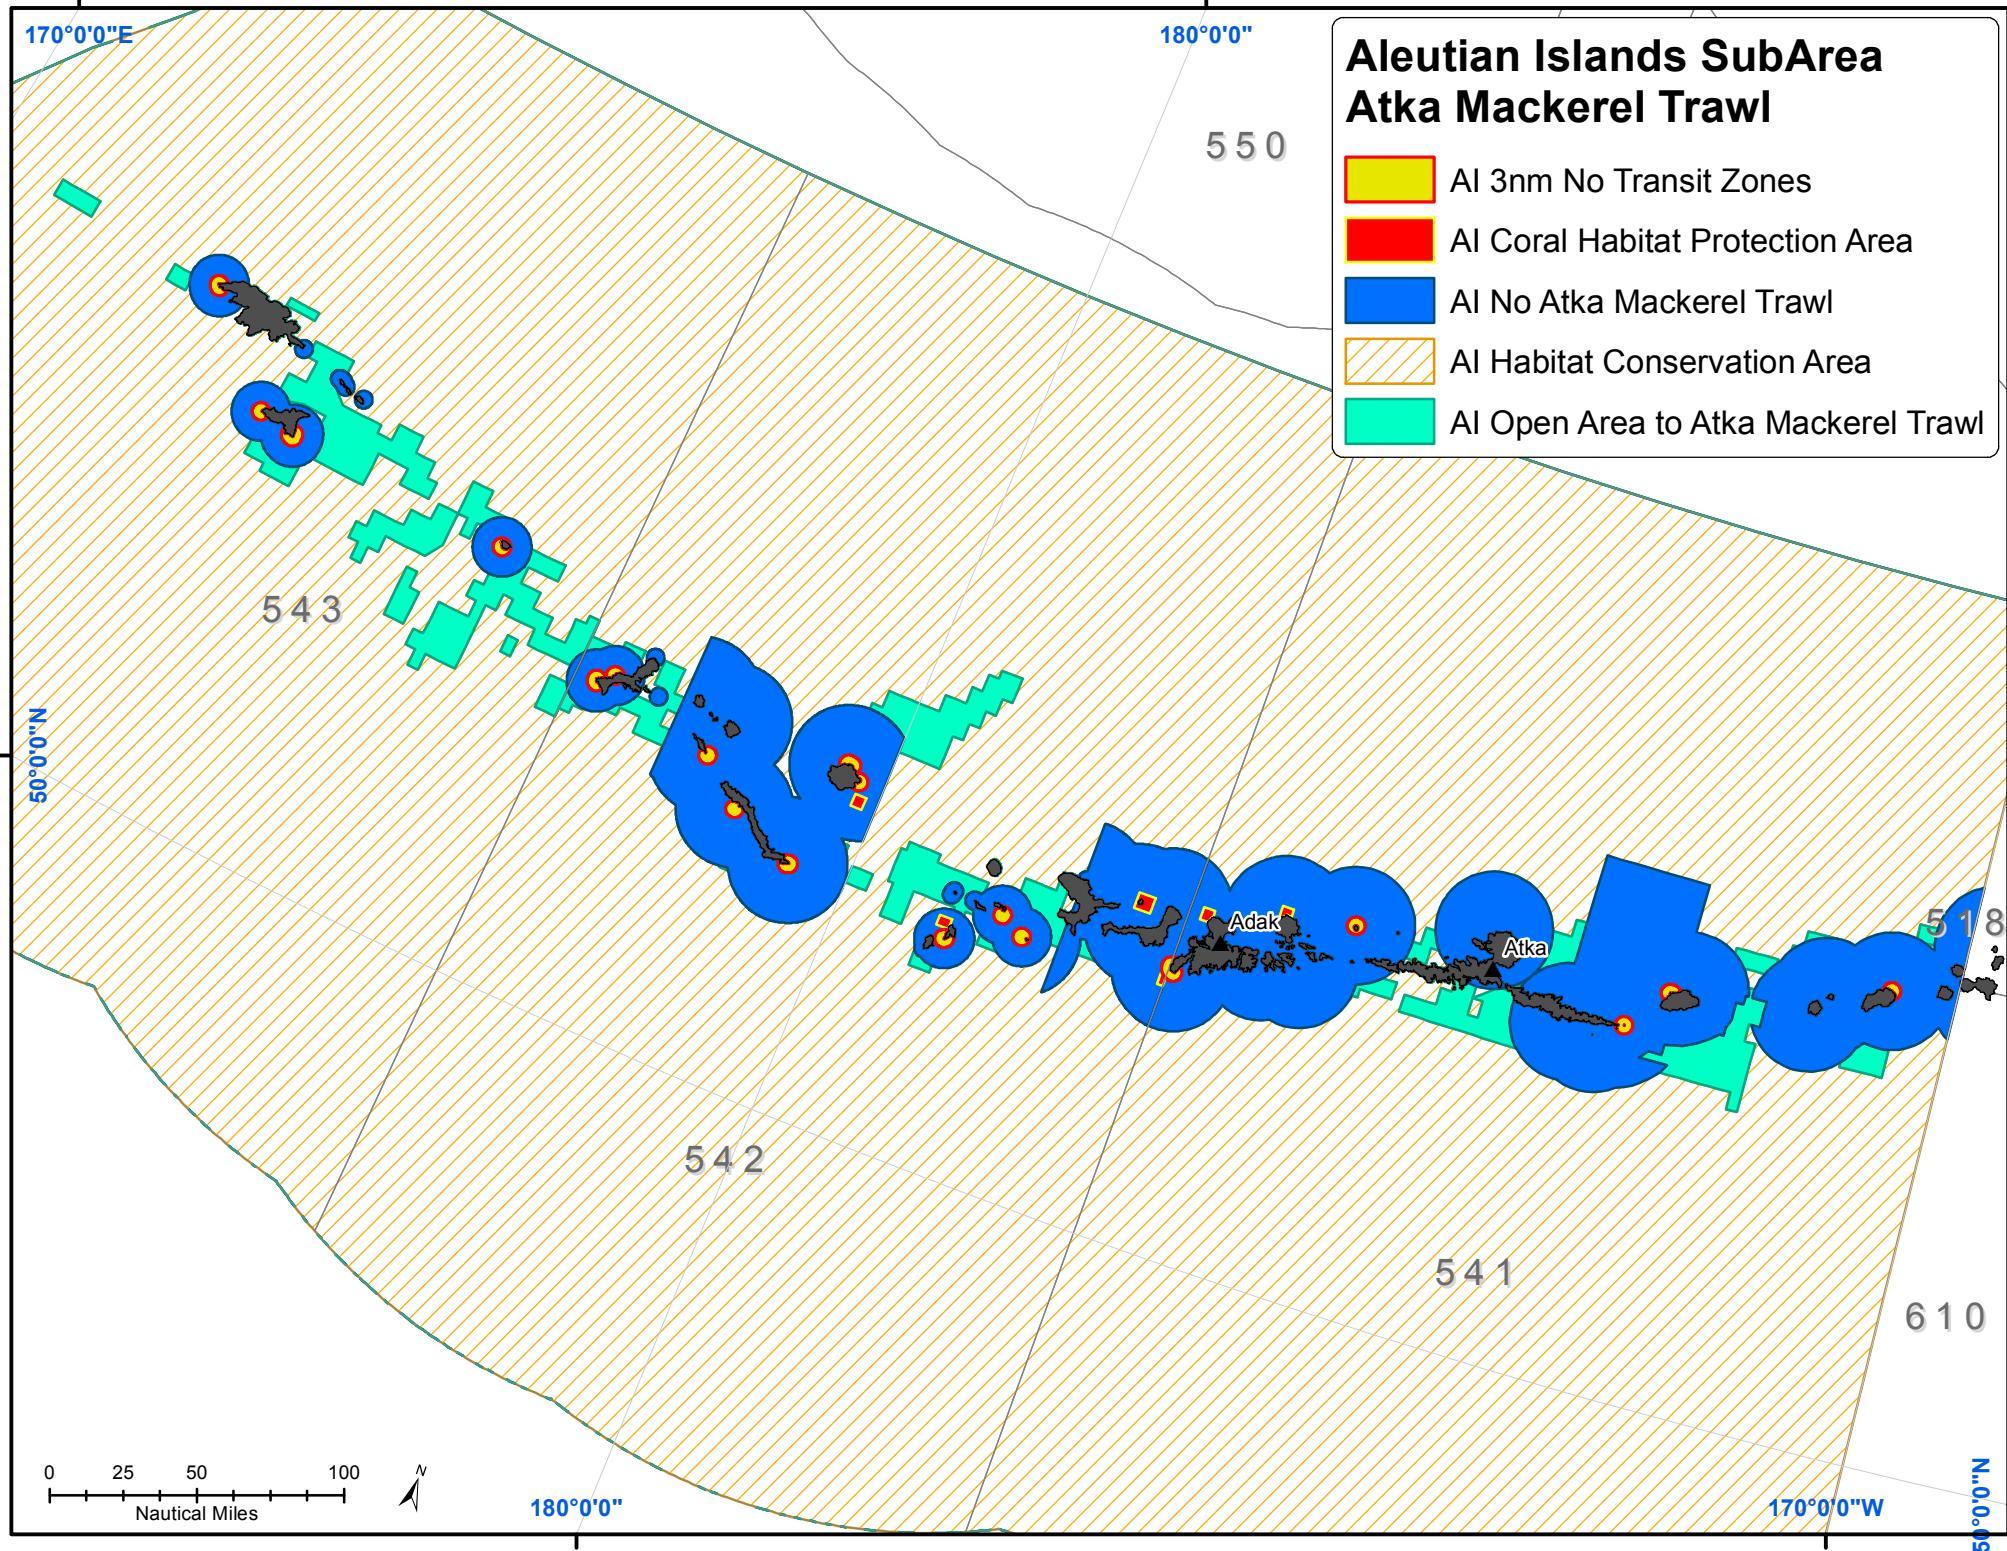 170°0'0"E
180°0'0"
Aleutian Islands SubArea
Atka Mackerel Trawl
AI 3nm No Transit Zones
AI Coral Habitat Protection Area
AI No Atka Mackerel Trawl
AI Habitat Conservation Area
AI Open Area to Atka Mackerel Trawl
550
543
50°0'0"N
518
Adak
Atka
542
541
610
0 25 50 100
Nautical Miles
N
180°0'0"
170°0'0"W
50°0'0"N